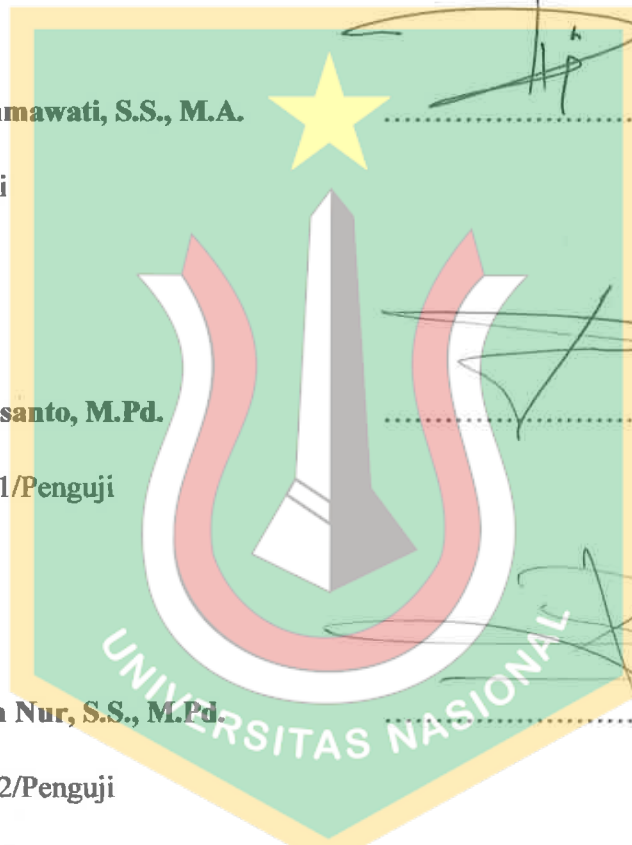 mawati, S.S., M.A. ........................
i
santo, M.Pd. ........................
1/Penguji
Nur, S.S., M.Pd. ........................
2/Penguji
UNIVERSITAS NASIONAL